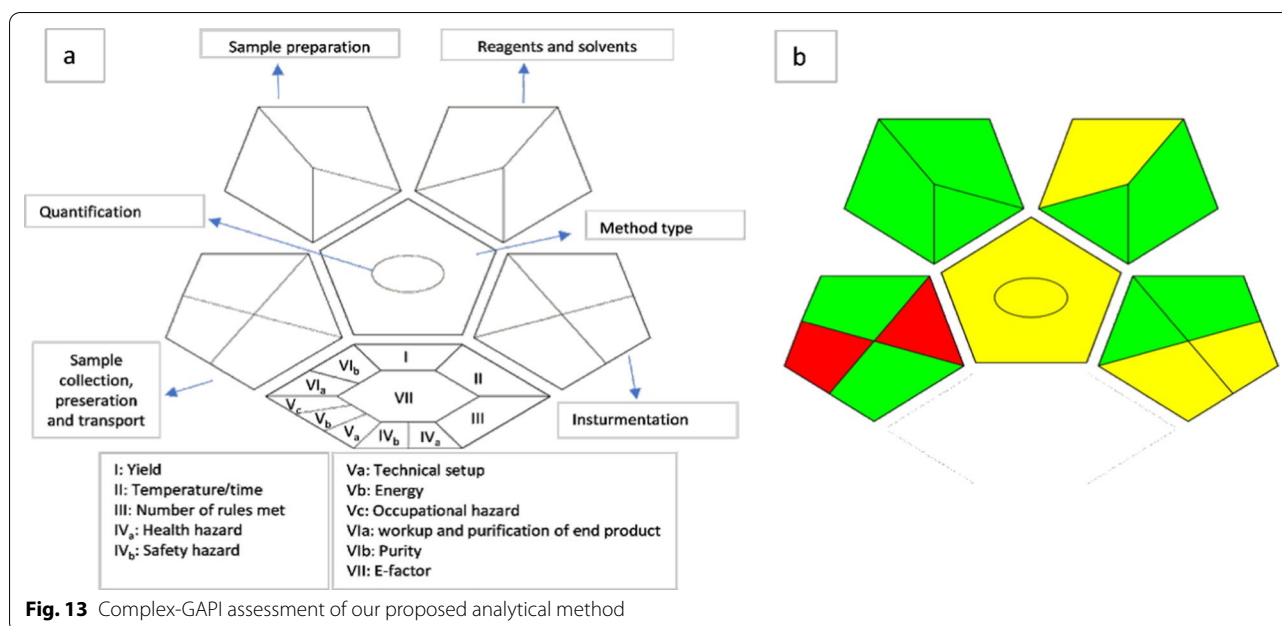 a
Sample preparation
Reagents and solvents
b
Quantification
Method type
Sample
collection,
preseration
and transport
Insturmentation
I
II
III
IVa
IVb
Va
Vb
Vc
VIa
VIb
VII
I: Yield
II: Temperature/time
III: Number of rules met
IVa: Health hazard
IVb: Safety hazard
Va: Technical setup
Vb: Energy
Vc: Occupational hazard
VIa: workup and purification of end product
VIb: Purity
VII: E-factor
Fig. 13 Complex-GAPI assessment of our proposed analytical method